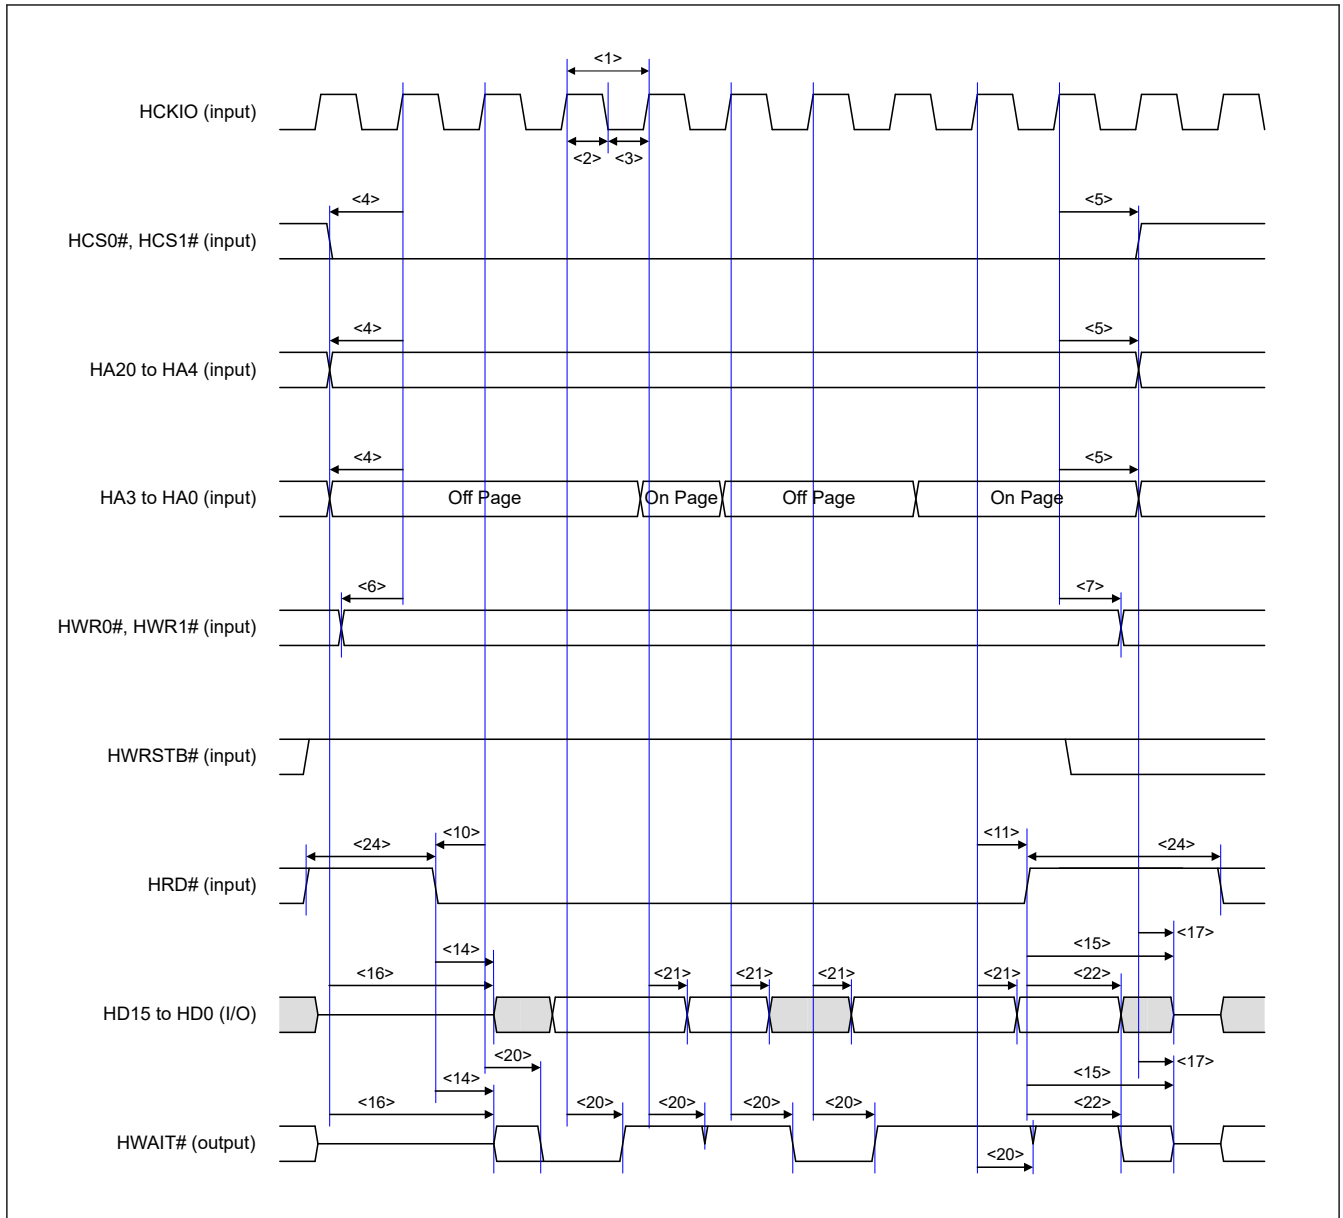 <1>
HCKIO (input)
<2> <3>
<4> <5>
HCS0#, HCS1# (input)
<4> <5>
HA20 to HA4 (input)
<4> <5>
HA3 to HA0 (input) Off Page On Page Off Page On Page
<6> <7>
HWR0#, HWR1# (input)
HWRSTB# (input)
<10> <11>
<24> <24>
HRD# (input)
<17>
<14> <15>
<16> <21> <21> <21> <21> <22>
HD15 to HD0 (I/O)
<20> <17>
<14> <15>
<16> <20> <20> <20> <20> <22>
HWAIT# (output)
<20>